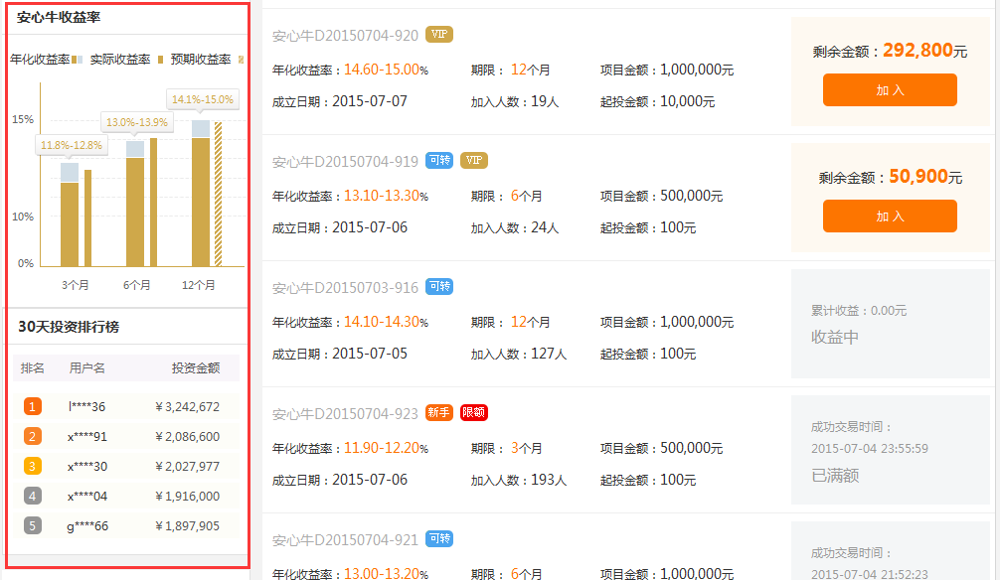 安心牛收益率
年化收益率 实际收益率 预期收益率
14.1%-15.0%
13.0%-13.9%
11.8%-12.8%
15%
10%
0%
3个月 6个月 12个月
30天投资排行榜
排名 用户名 投资金额
1 l****36 ¥3,242,672
2 x****91 ¥2,086,600
3 x****30 ¥2,027,977
4 x****04 ¥1,916,000
5 g****66 ¥1,897,905
安心牛D20150704-920 VIP
年化收益率：14.60-15.00% 期限： 12个月 项目金额：1,000,000元
成立日期：2015-07-07 加入人数：19人 起投金额：10,000元
剩余金额：292,800元
加 入
安心牛D20150704-919 可转 VIP
年化收益率：13.10-13.30% 期限： 6个月 项目金额：500,000元
成立日期：2015-07-06 加入人数：24人 起投金额：100元
剩余金额：50,900元
加 入
安心牛D20150703-916 可转
年化收益率：14.10-14.30% 期限： 12个月 项目金额：1,000,000元
成立日期：2015-07-05 加入人数：127人 起投金额：100元
累计收益：0.00元
收益中
安心牛D20150704-923 新手 限额
年化收益率：11.90-12.20% 期限： 3个月 项目金额：500,000元
成立日期：2015-07-06 加入人数：193人 起投金额：100元
成功交易时间：
2015-07-04 23:55:59
已满额
安心牛D20150704-921 可转
年化收益率：13.00-13.20% 期限： 6个月 项目金额：1,000,000元
成功交易时间：
2015-07-04 21:52:23